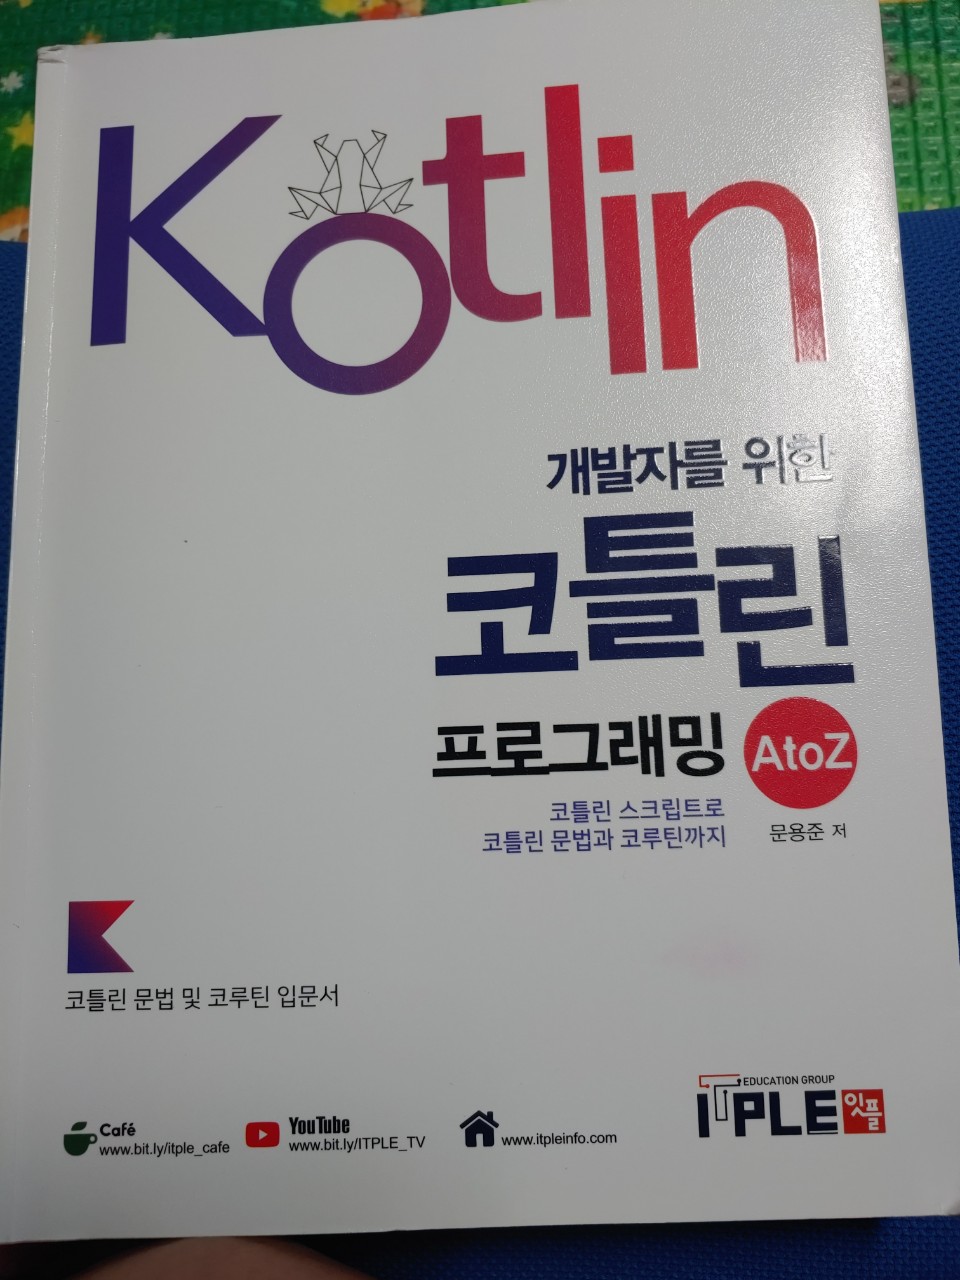 Kotlin
개발자를 위한
코틀린
프로그래밍 AtoZ
코틀린 스크립트로
코틀린 문법과 코루틴까지
문용준 저
코틀린 문법 및 코루틴 입문서
Café
www.bit.ly/itple_cafe
YouTube
www.bit.ly/ITPLE_TV
www.itpleinfo.com
EDUCATION GROUP
ITPLE 잇플